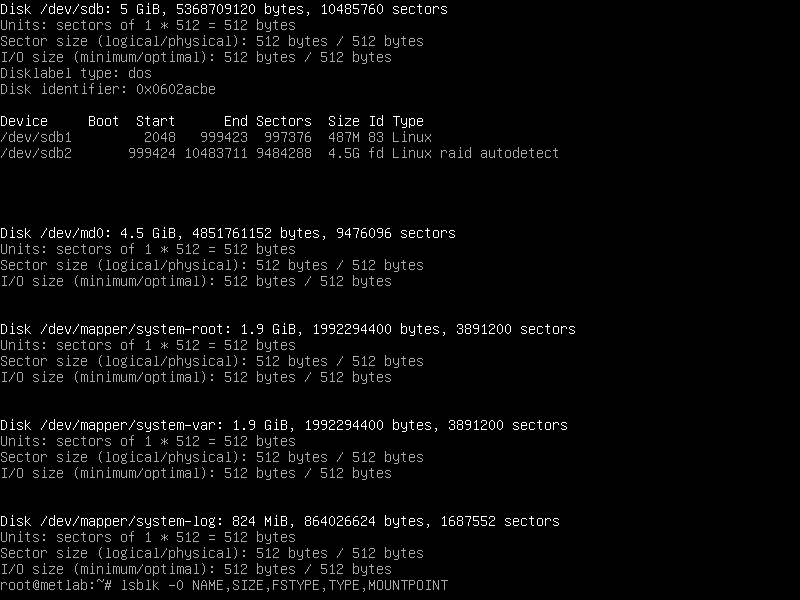 Disk /dev/sdb: 5 GiB, 5368709120 bytes, 10485760 sectors
Units: sectors of 1 * 512 = 512 bytes
Sector size (logical/physical): 512 bytes / 512 bytes
I/O size (minimum/optimal): 512 bytes / 512 bytes
Disklabel type: dos
Disk identifier: 0x0602acbe
Device     Boot  Start      End Sectors  Size Id Type
/dev/sdb1         2048   999423  997376  487M 83 Linux
/dev/sdb2       999424 10483711 9484288  4.5G fd Linux raid autodetect
Disk /dev/md0: 4.5 GiB, 4851761152 bytes, 9476096 sectors
Units: sectors of 1 * 512 = 512 bytes
Sector size (logical/physical): 512 bytes / 512 bytes
I/O size (minimum/optimal): 512 bytes / 512 bytes
Disk /dev/mapper/system-root: 1.9 GiB, 1992294400 bytes, 3891200 sectors
Units: sectors of 1 * 512 = 512 bytes
Sector size (logical/physical): 512 bytes / 512 bytes
I/O size (minimum/optimal): 512 bytes / 512 bytes
Disk /dev/mapper/system-var: 1.9 GiB, 1992294400 bytes, 3891200 sectors
Units: sectors of 1 * 512 = 512 bytes
Sector size (logical/physical): 512 bytes / 512 bytes
I/O size (minimum/optimal): 512 bytes / 512 bytes
Disk /dev/mapper/system-log: 824 MiB, 864026624 bytes, 1687552 sectors
Units: sectors of 1 * 512 = 512 bytes
Sector size (logical/physical): 512 bytes / 512 bytes
I/O size (minimum/optimal): 512 bytes / 512 bytes
root@metlab:~# lsblk -O NAME,SIZE,FSTYPE,TYPE,MOUNTPOINT